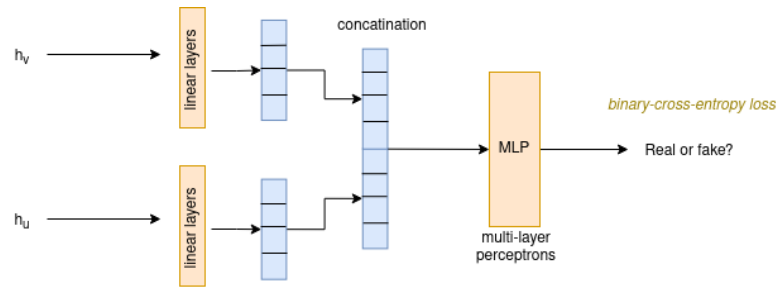 concatination
h_v
linear layers
binary-cross-entropy loss
MLP
Real or fake?
h_u
linear layers
multi-layer
perceptrons